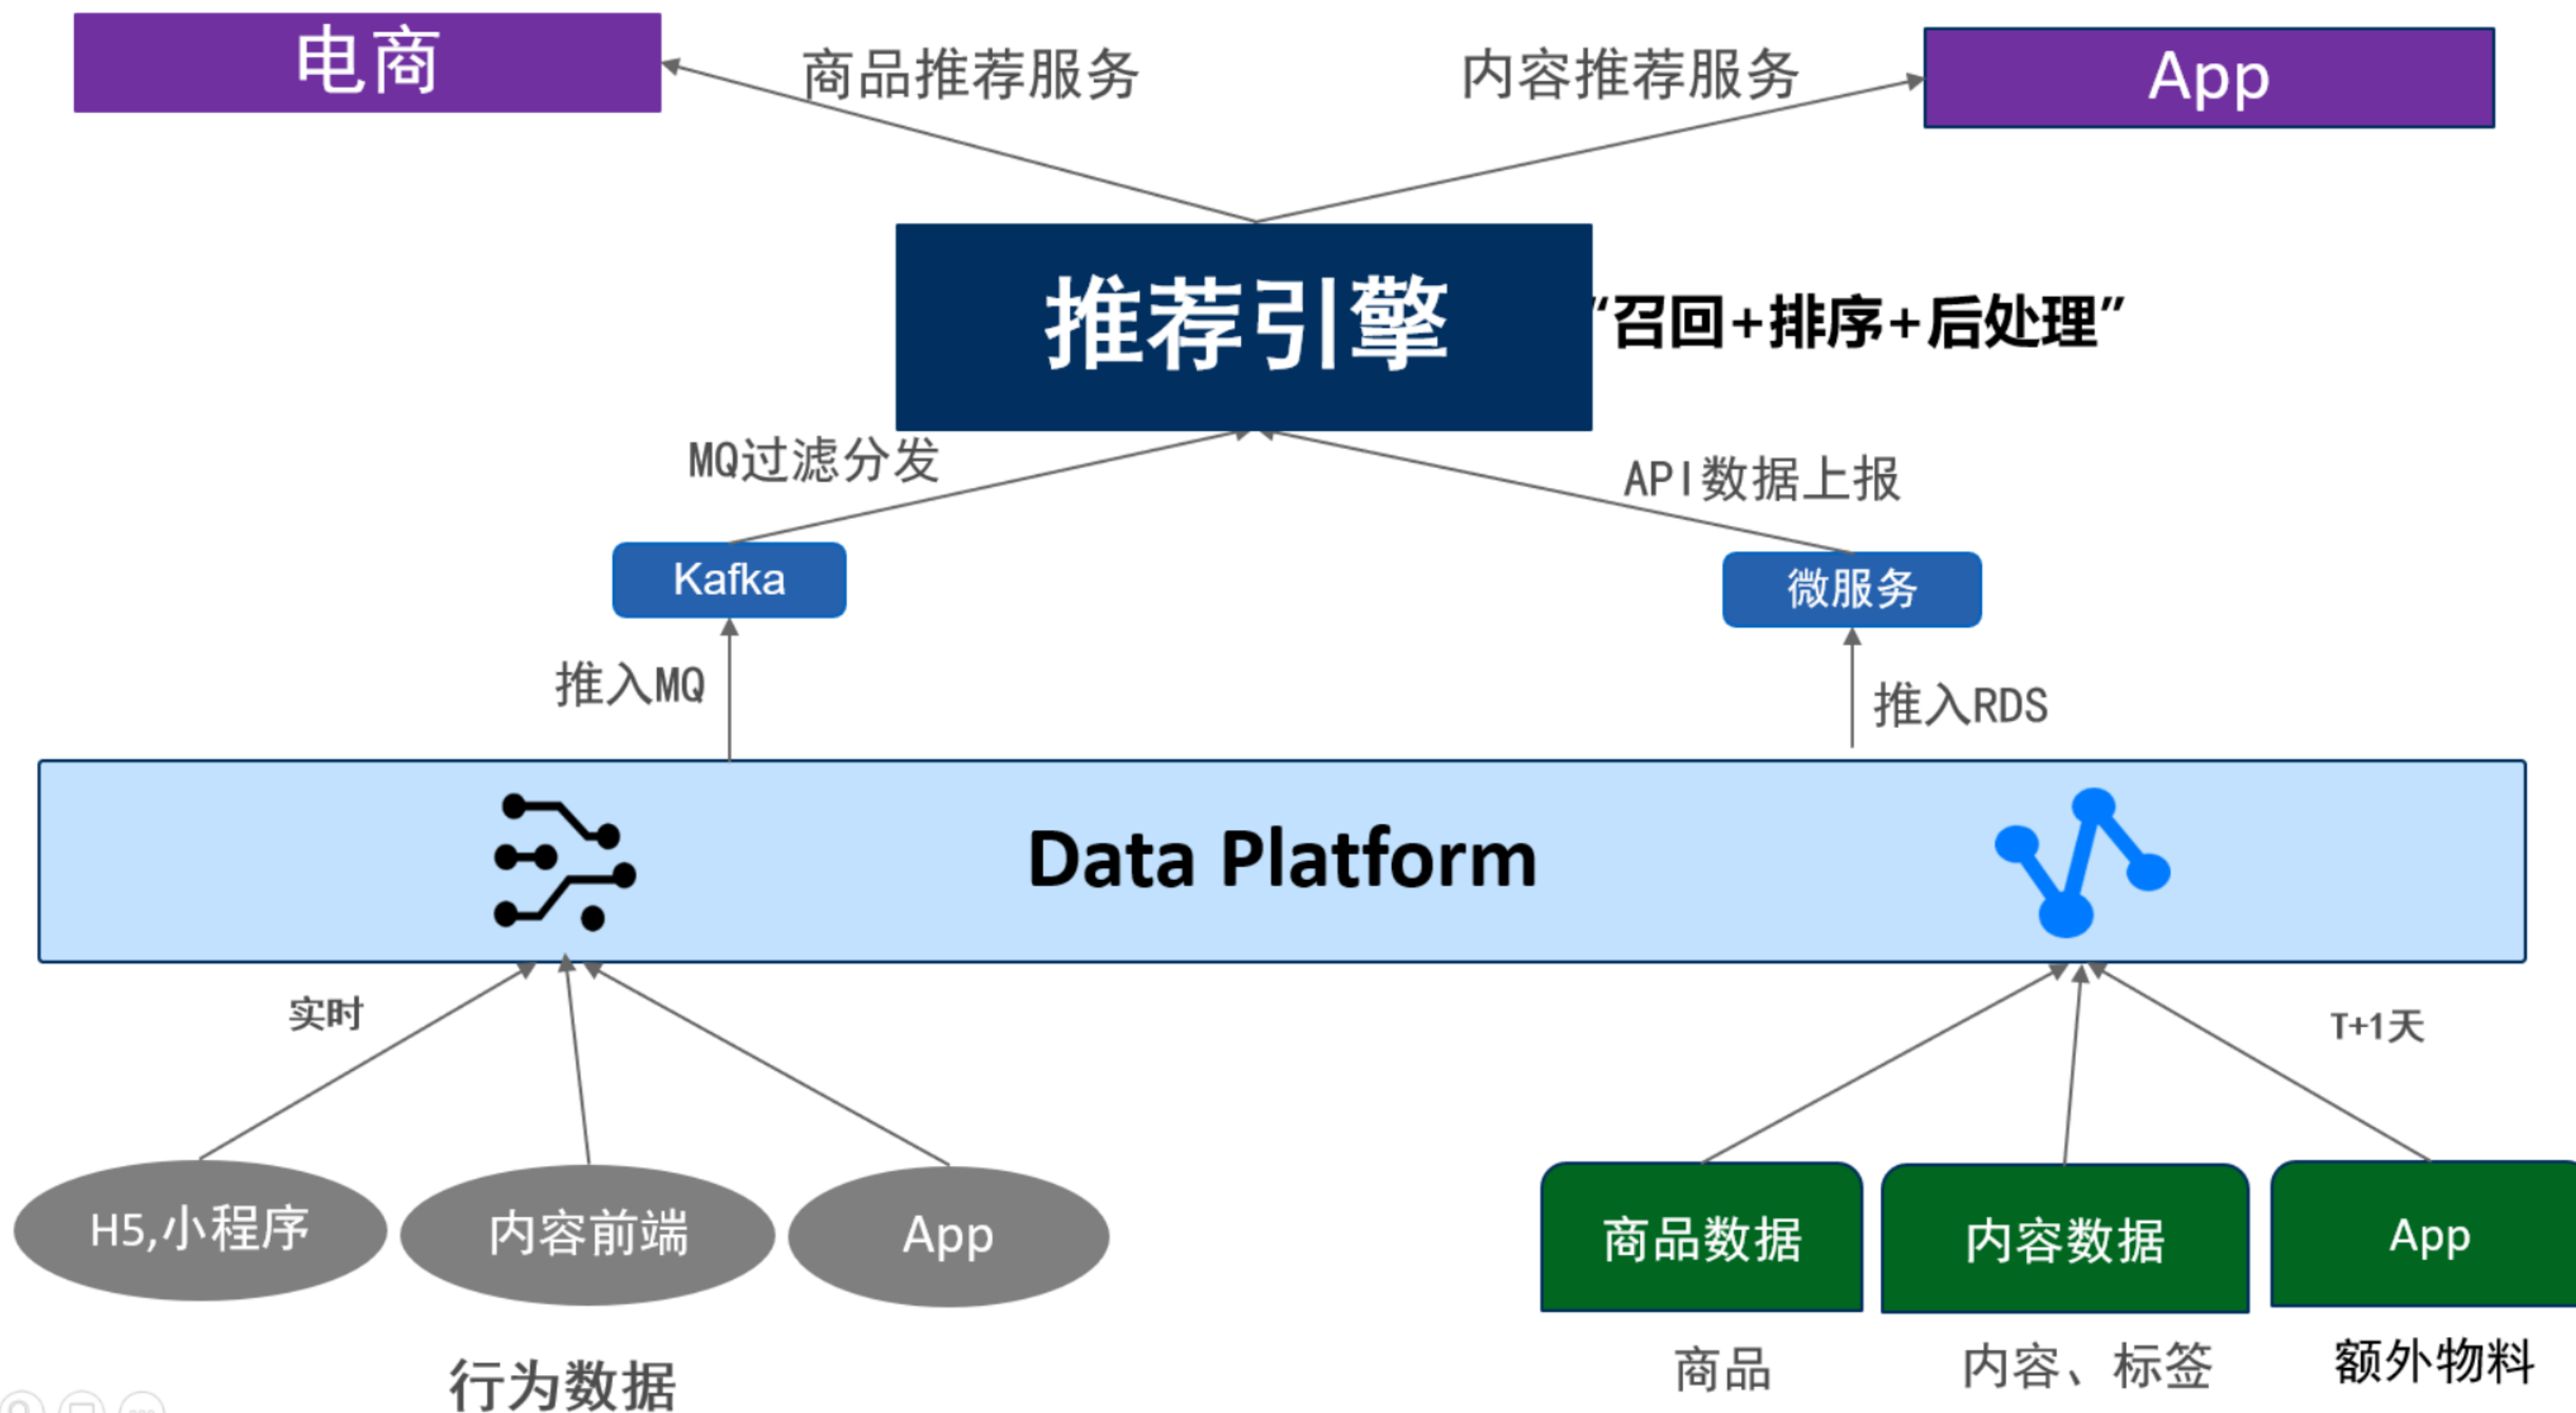 电商
商品推荐服务
内容推荐服务
App
推荐引擎
“召回+排序+后处理”
MQ过滤分发
API数据上报
Kafka
微服务
推入MQ
推入RDS
Data Platform
实时
T+1天
H5,小程序
内容前端
App
商品数据
内容数据
App
行为数据
商品
内容、标签
额外物料